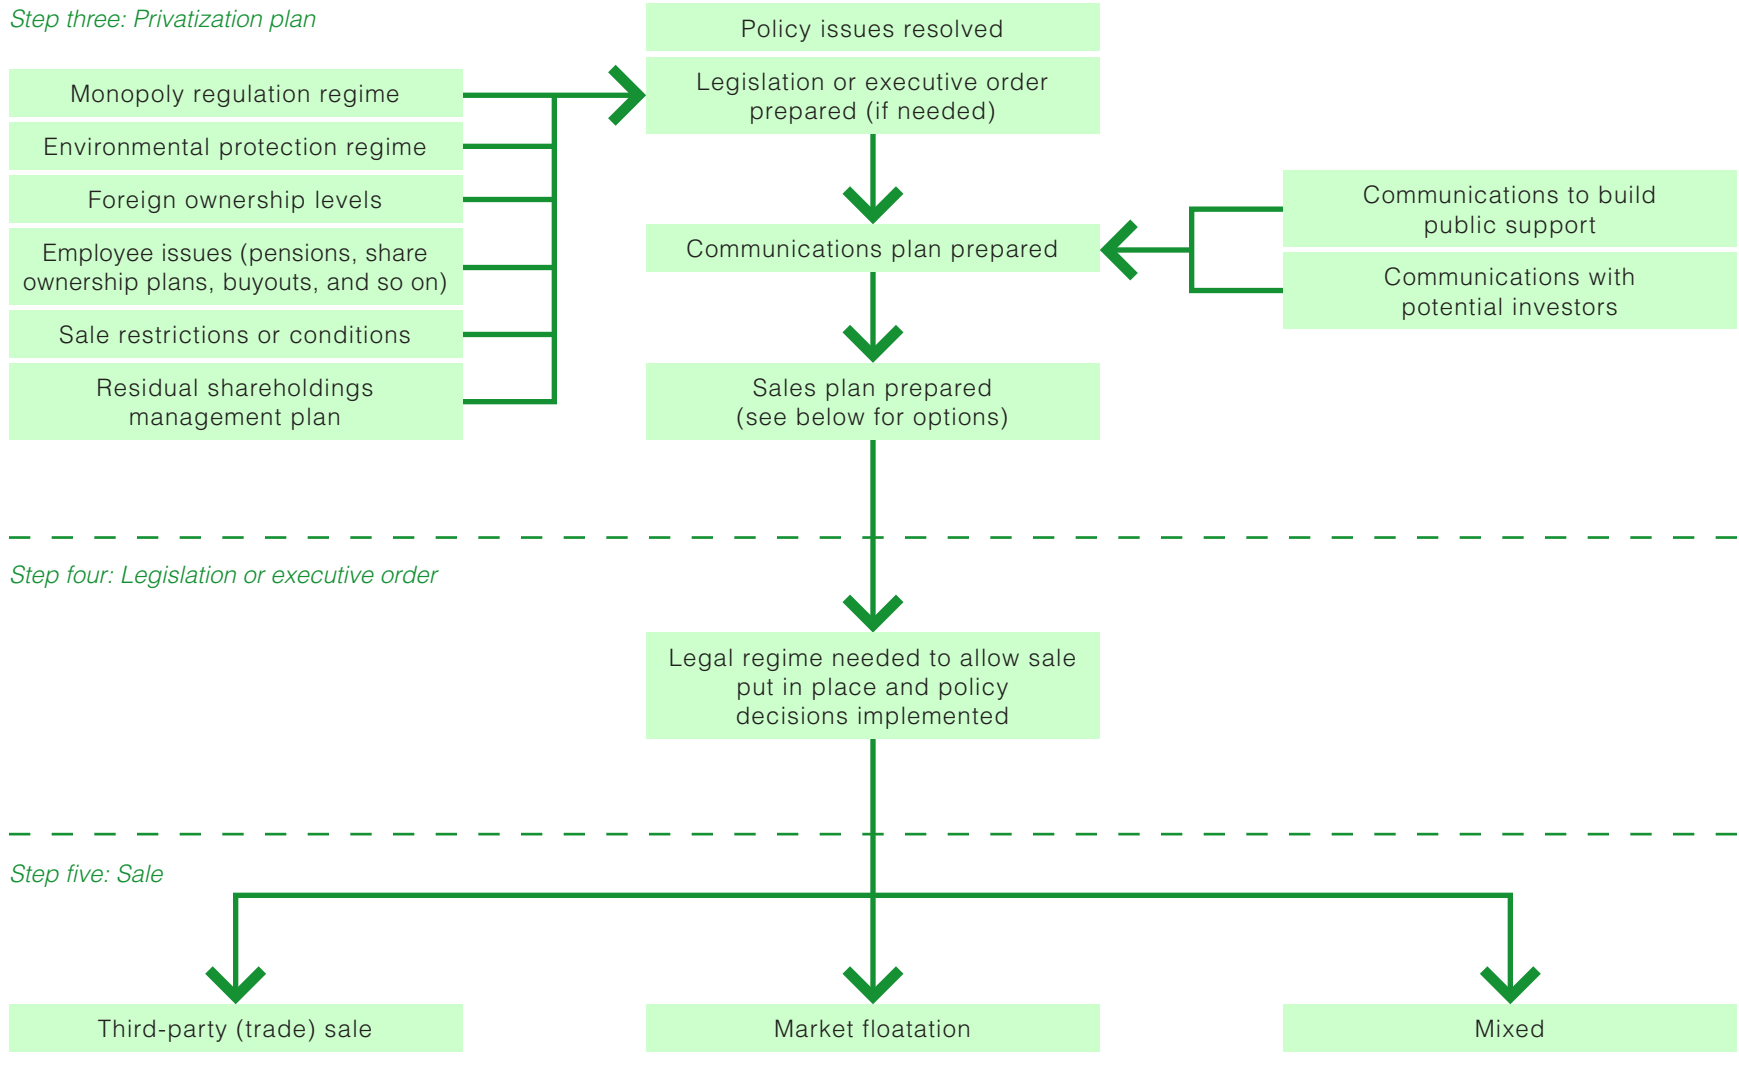 Step three: Privatization plan
Policy issues resolved
Legislation or executive order
prepared (if needed)
Monopoly regulation regime
Environmental protection regime
Foreign ownership levels
Employee issues (pensions, share
ownership plans, buyouts, and so on)
Sale restrictions or conditions
Residual shareholdings
management plan
Communications plan prepared
Communications to build
public support
Communications with
potential investors
Sales plan prepared
(see below for options)
Step four: Legislation or executive order
Legal regime needed to allow sale
put in place and policy
decisions implemented
Step five: Sale
Third-party (trade) sale
Market floatation
Mixed